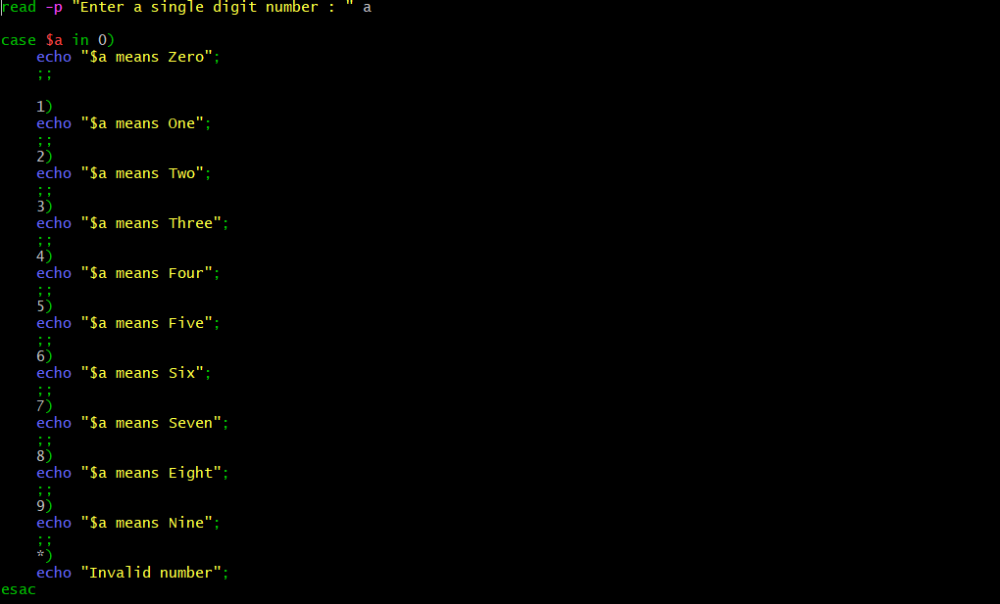 read -p "Enter a single digit number : " a

case $a in 0)
    echo "$a means Zero";
    ;;

    1)
    echo "$a means One";
    ;;
    2)
    echo "$a means Two";
    ;;
    3)
    echo "$a means Three";
    ;;
    4)
    echo "$a means Four";
    ;;
    5)
    echo "$a means Five";
    ;;
    6)
    echo "$a means Six";
    ;;
    7)
    echo "$a means Seven";
    ;;
    8)
    echo "$a means Eight";
    ;;
    9)
    echo "$a means Nine";
    ;;
    *)
    echo "Invalid number";
esac